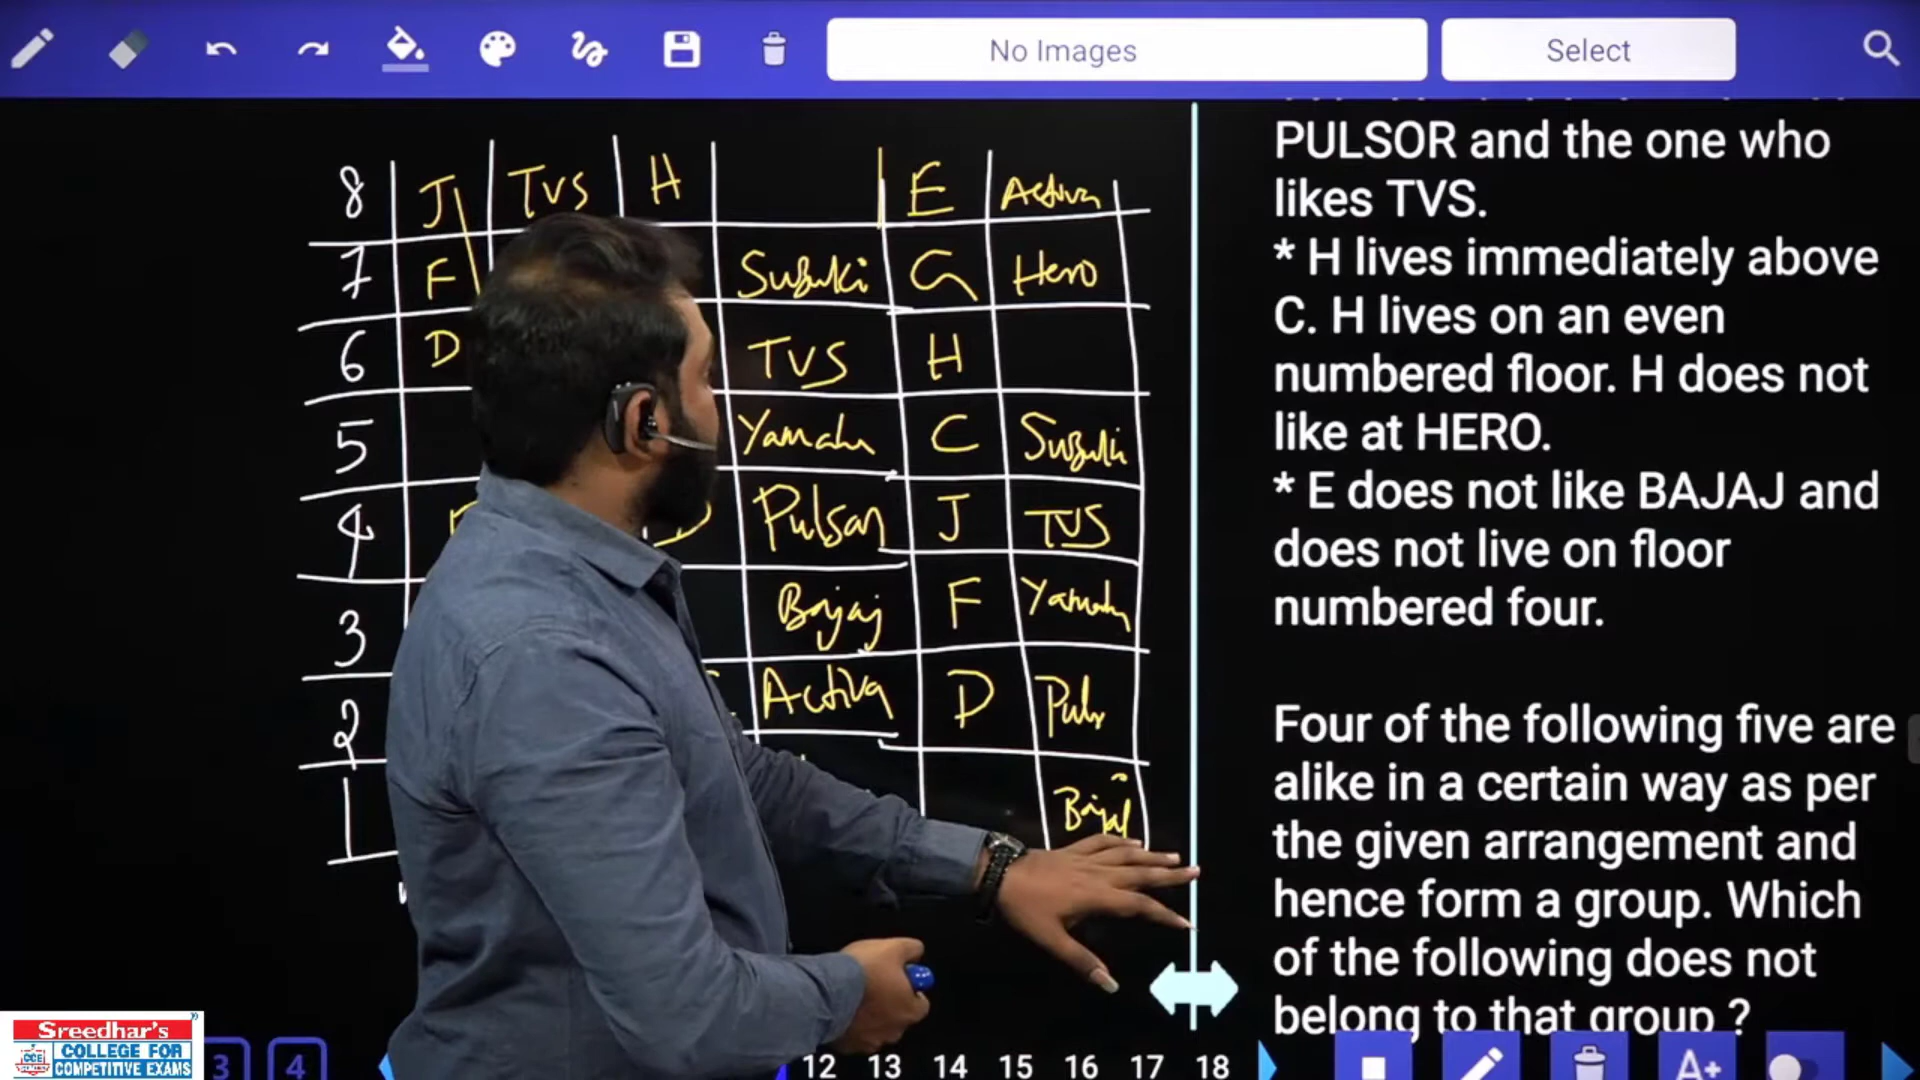 No Images
Select
8 J TVS H E Activa
7 F Suzuki G Hero
6 D TVS H
5 Yamaha C Suzuki
4 Pulsar J TVS
3 Bajaj F Yamaha
2 Activa D Puls
1 Bajaj
PULSOR and the one who
likes TVS.
* H lives immediately above
C. H lives on an even
numbered floor. H does not
like at HERO.
* E does not like BAJAJ and
does not live on floor
numbered four.
Four of the following five are
alike in a certain way as per
the given arrangement and
hence form a group. Which
of the following does not
belong to that group ?
Sreedhar's
CCE
COLLEGE FOR
COMPETITIVE EXAMS
3 4 12 13 14 15 16 17 18
A+